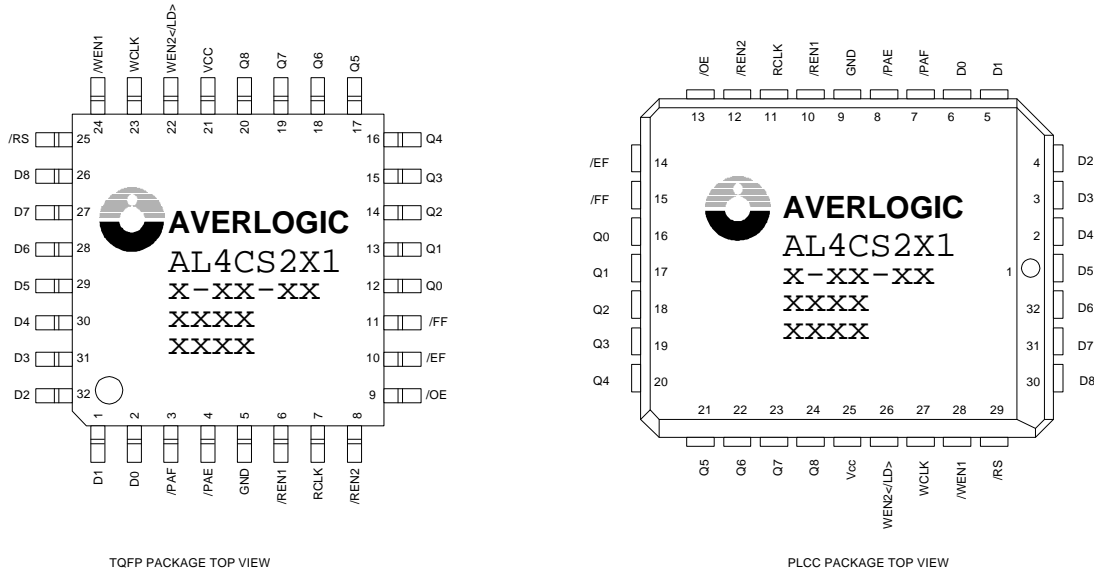 /WEN1
WCLK
WEN2</LD>
VCC
Q8
Q7
Q6
Q5
24
23
22
21
20
19
18
17
/RS 25
D8 26
D7 27
D6 28
D5 29
D4 30
D3 31
D2 32
16 Q4
15 Q3
14 Q2
13 Q1
12 Q0
11 /FF
10 /EF
9 /OE
AVERLOGIC
AL4CS2X1
X-XX-XX
XXXX
XXXX
1
2
3
4
5
6
7
8
D1
D0
/PAF
/PAE
GND
/REN1
RCLK
/REN2
TQFP PACKAGE TOP VIEW
/OE
/REN2
RCLK
/REN1
GND
/PAE
/PAF
D0
D1
13
12
11
10
9
8
7
6
5
/EF 14
/FF 15
Q0 16
Q1 17
Q2 18
Q3 19
Q4 20
4 D2
3 D3
2 D4
1 D5
32 D6
31 D7
30 D8
AVERLOGIC
AL4CS2X1
X-XX-XX
XXXX
XXXX
21
22
23
24
25
26
27
28
29
Q5
Q6
Q7
Q8
Vcc
WEN2</LD>
WCLK
/WEN1
/RS
PLCC PACKAGE TOP VIEW